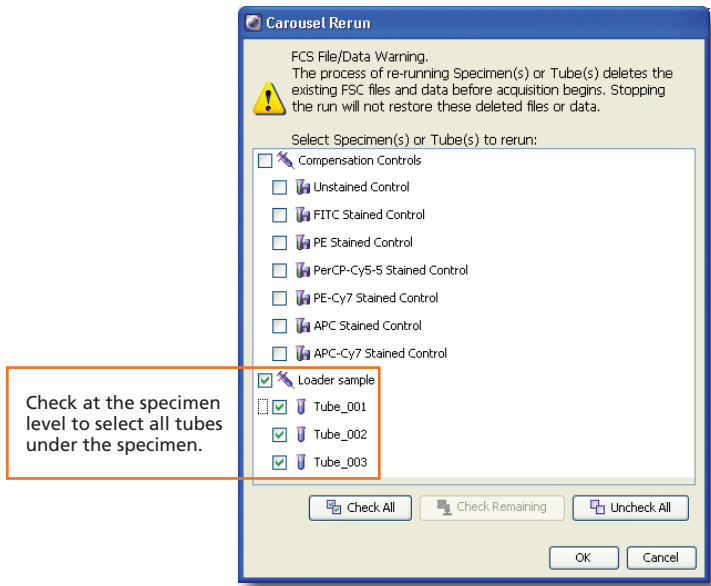 Carousel Rerun
FCS File/Data Warning.
The process of re-running Specimen(s) or Tube(s) deletes the
existing FSC files and data before acquisition begins. Stopping
the run will not restore these deleted files or data.
Select Specimen(s) or Tube(s) to rerun:
Compensation Controls
Unstained Control
FITC Stained Control
PE Stained Control
PerCP-Cy5-5 Stained Control
PE-Cy7 Stained Control
APC Stained Control
APC-Cy7 Stained Control
Loader sample
Tube_001
Tube_002
Tube_003
Check at the specimen
level to select all tubes
under the specimen.
Check All
Check Remaining
Uncheck All
OK
Cancel